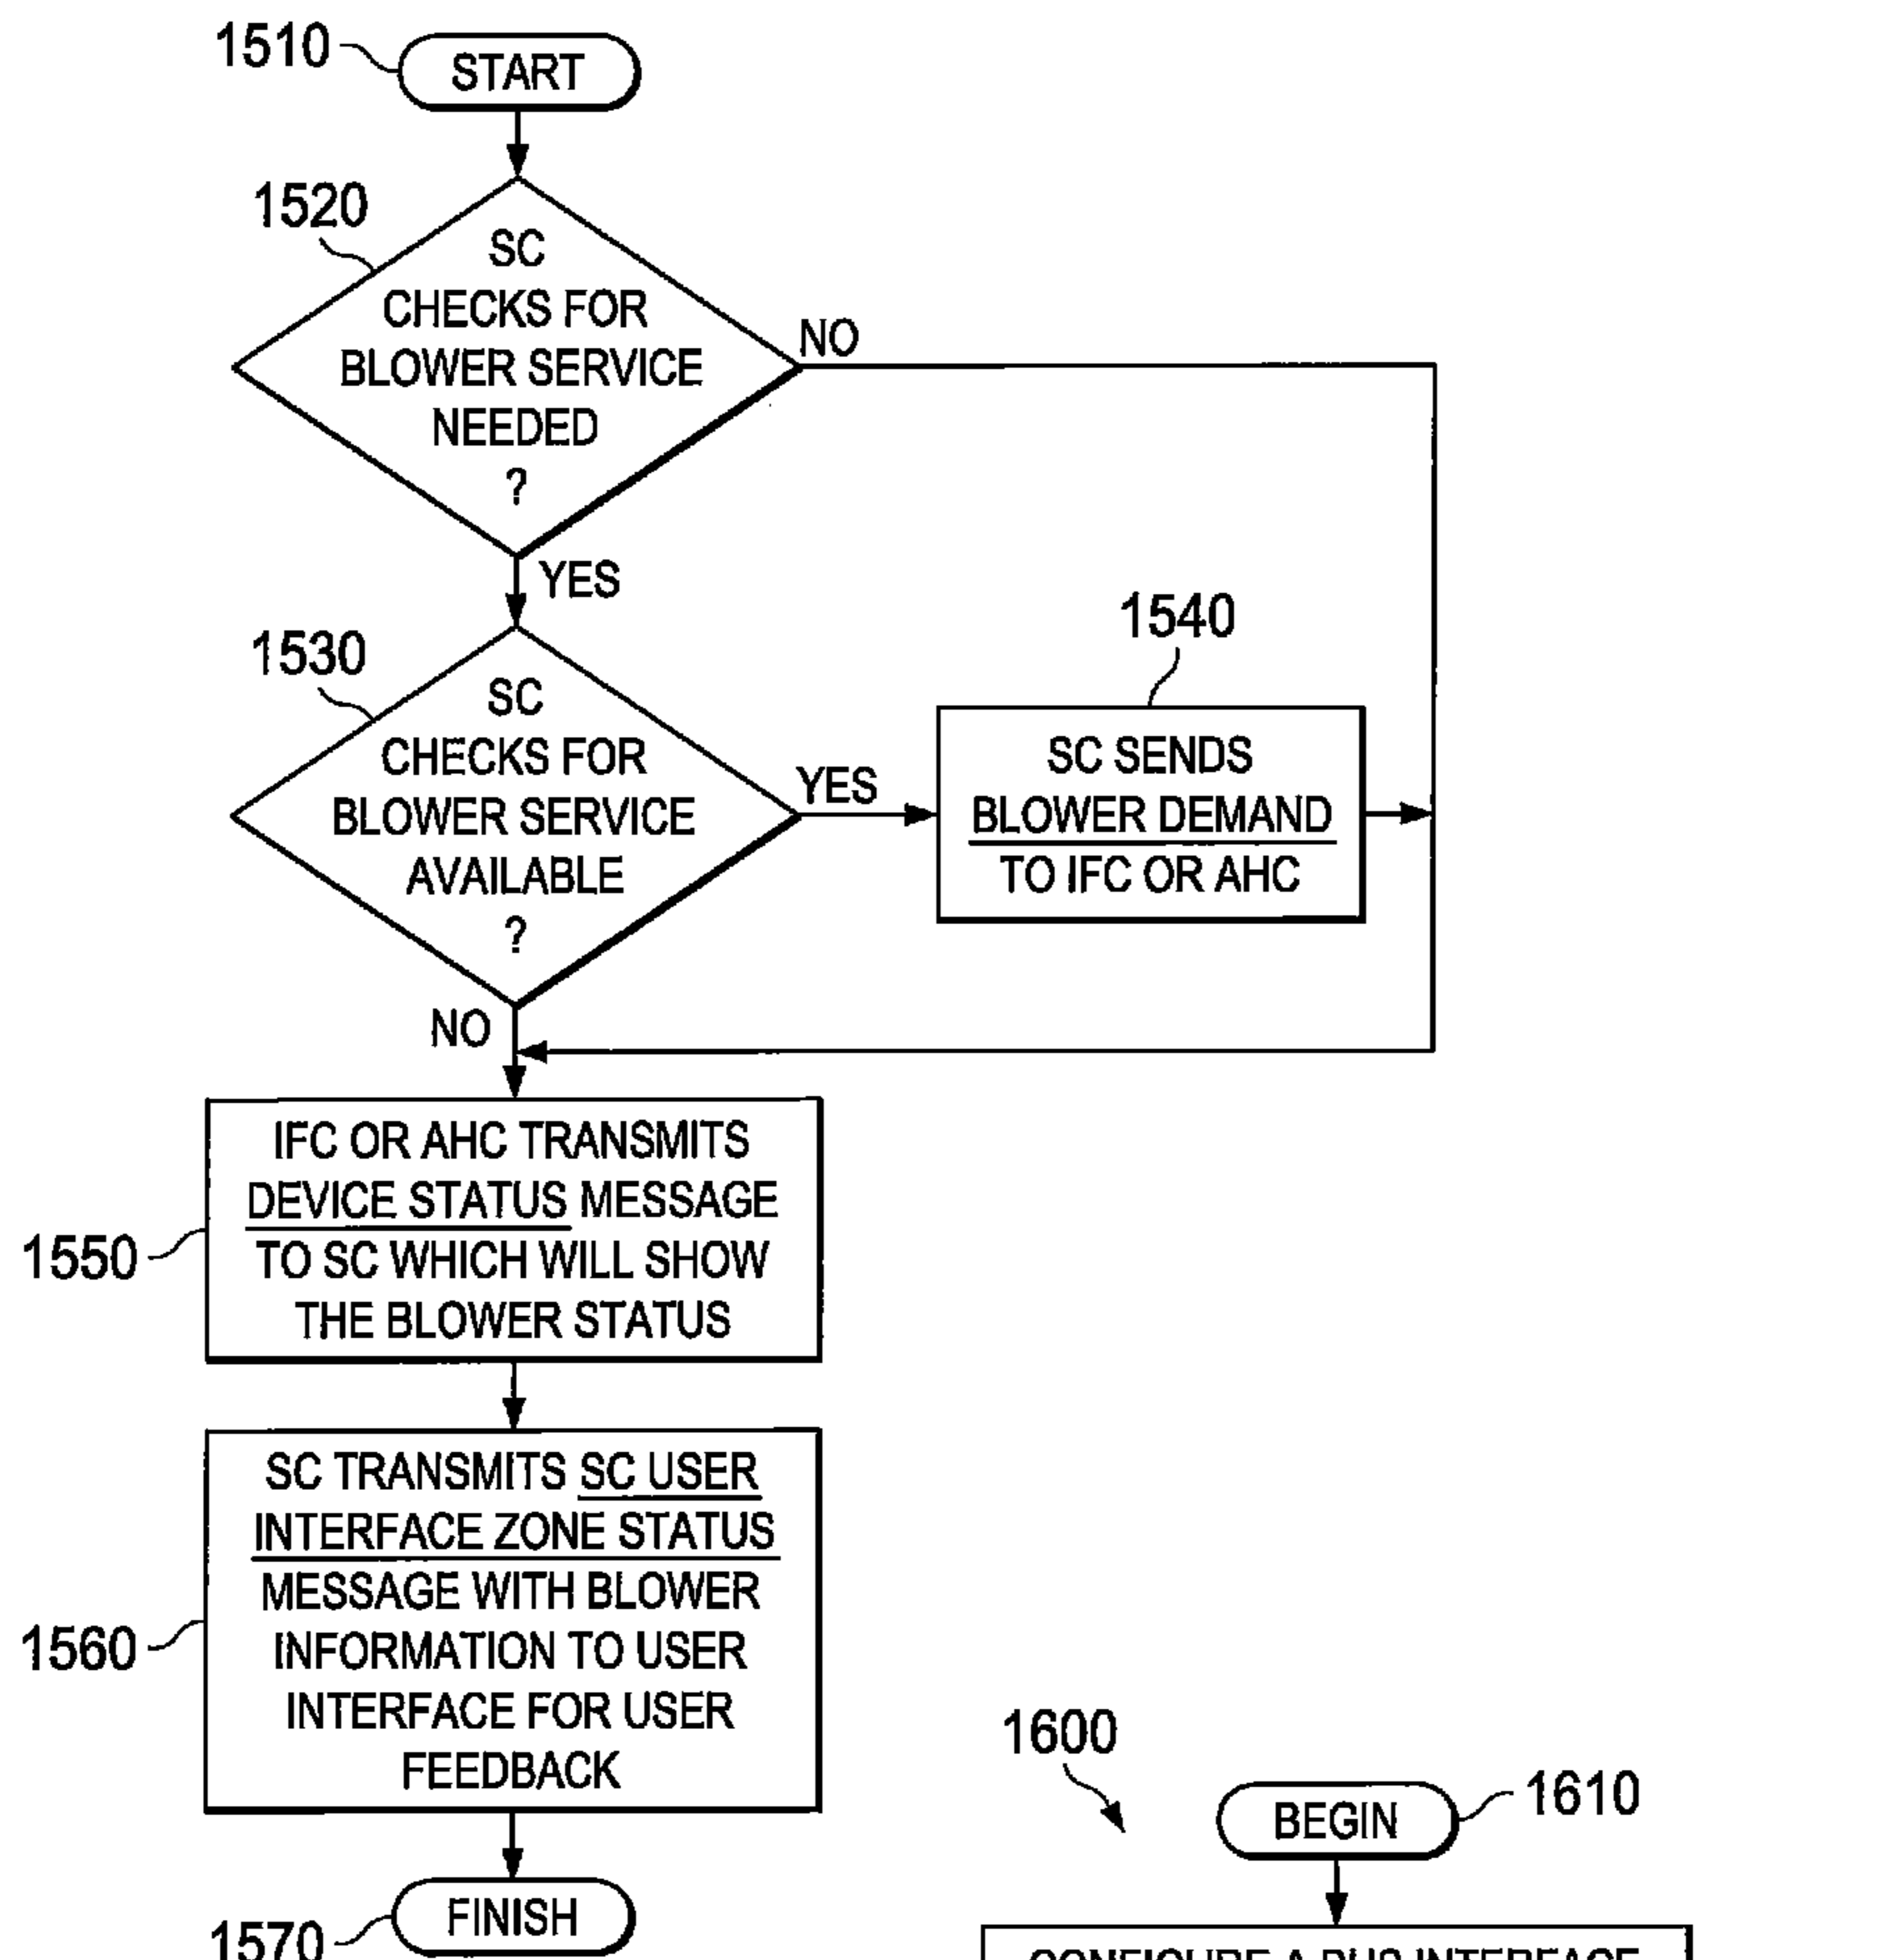 1510
START
1520
SC
CHECKS FOR
BLOWER SERVICE
NEEDED
?
NO
YES
1530
SC
CHECKS FOR
BLOWER SERVICE
AVAILABLE
?
YES
1540
SC SENDS
BLOWER DEMAND
TO IFC OR AHC
NO
1550
IFC OR AHC TRANSMITS
DEVICE STATUS MESSAGE
TO SC WHICH WILL SHOW
THE BLOWER STATUS
1560
SC TRANSMITS SC USER
INTERFACE ZONE STATUS
MESSAGE WITH BLOWER
INFORMATION TO USER
INTERFACE FOR USER
FEEDBACK
1570
FINISH
1600
BEGIN
1610
CONFIGURE A BUS INTERFACE